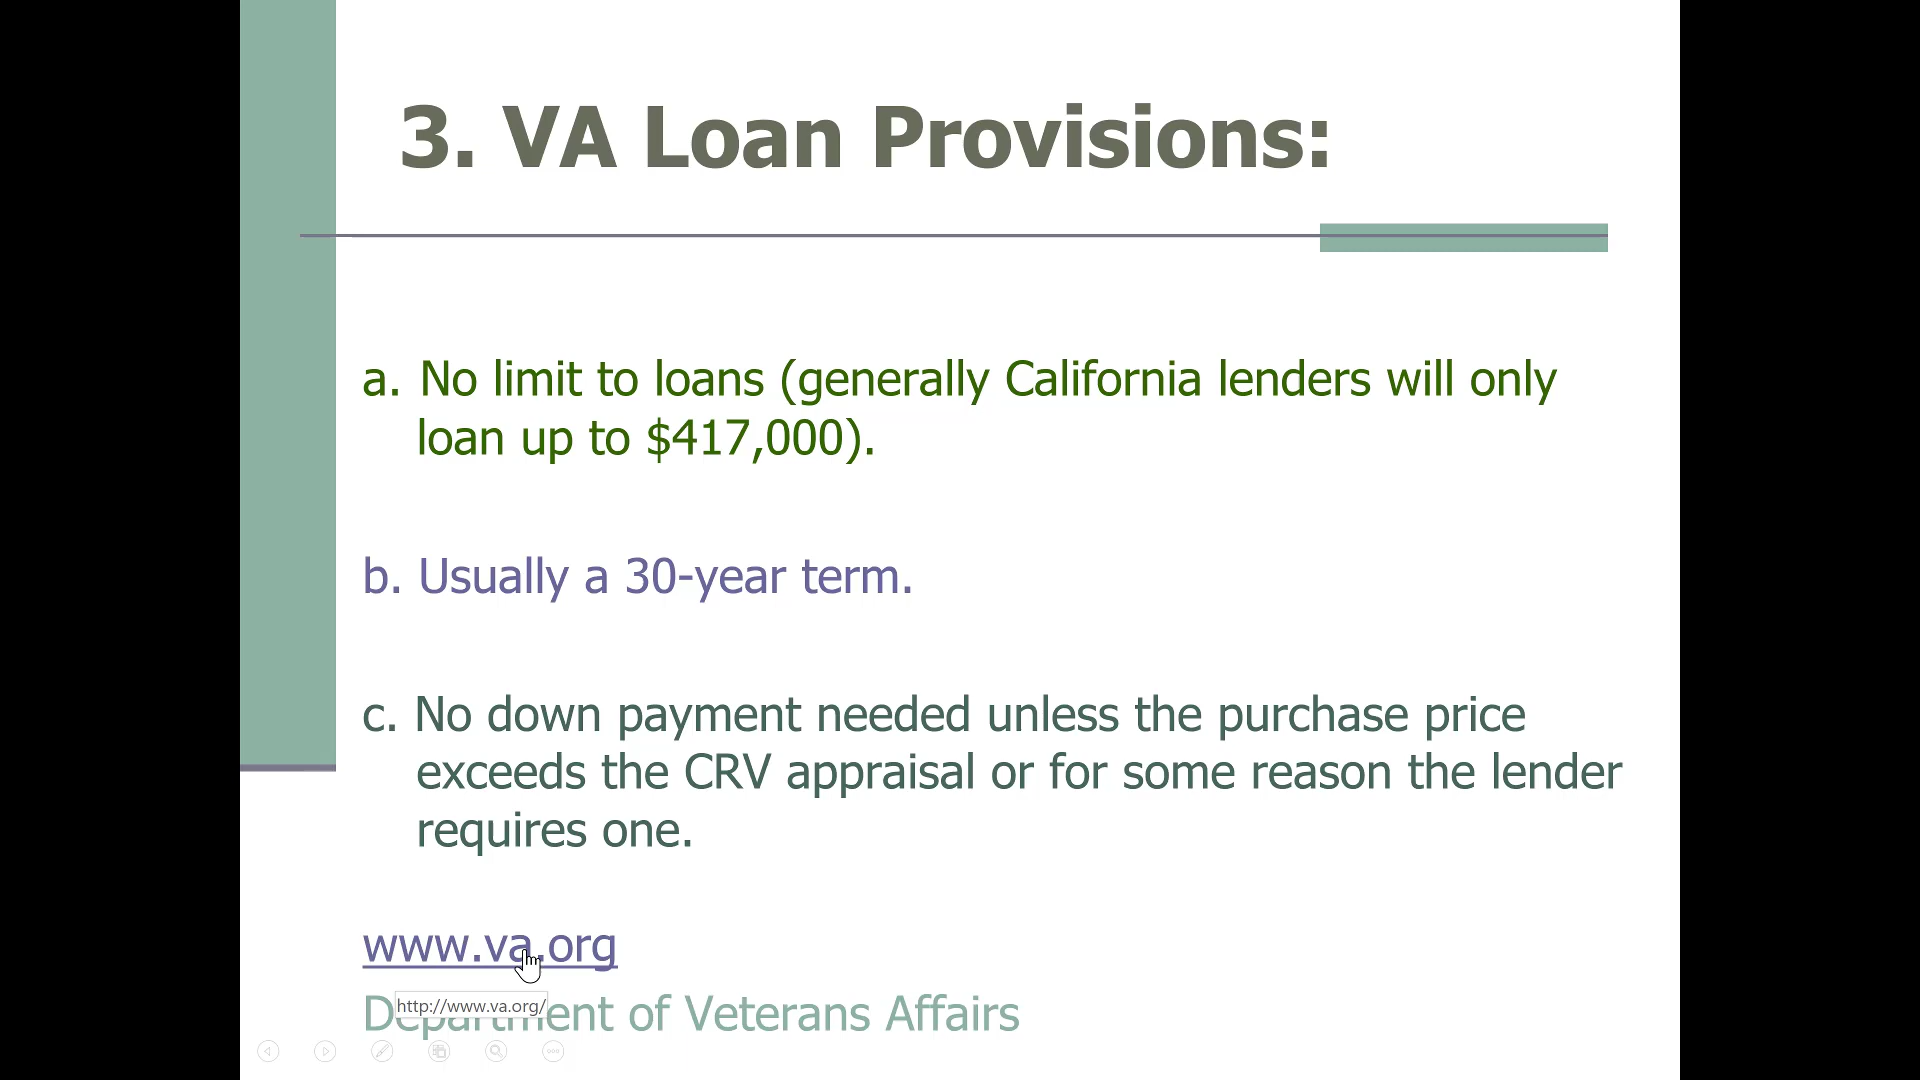 3. VA Loan Provisions:
a. No limit to loans (generally California lenders will only
loan up to $417,000).
b. Usually a 30-year term.
c. No down payment needed unless the purchase price
exceeds the CRV appraisal or for some reason the lender
requires one.
www.va.org
http://www.va.org/
Department of Veterans Affairs